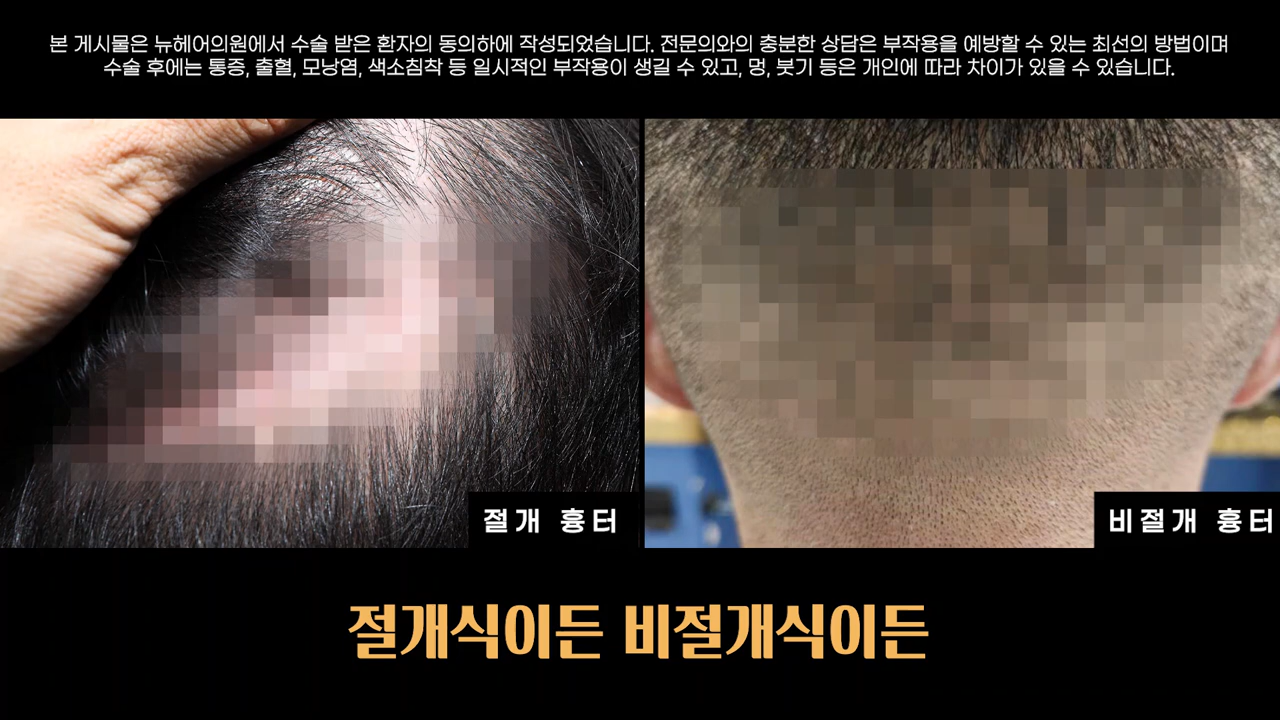 본 게시물은 뉴헤어의원에서 수술 받은 환자의 동의하에 작성되었습니다. 전문의와의 충분한 상담은 부작용을 예방할 수 있는 최선의 방법이며
수술 후에는 통증, 출혈, 모낭염, 색소침착 등 일시적인 부작용이 생길 수 있고, 멍, 붓기 등은 개인에 따라 차이가 있을 수 있습니다.
절개 흉터
비절개 흉터
절개식이든 비절개식이든